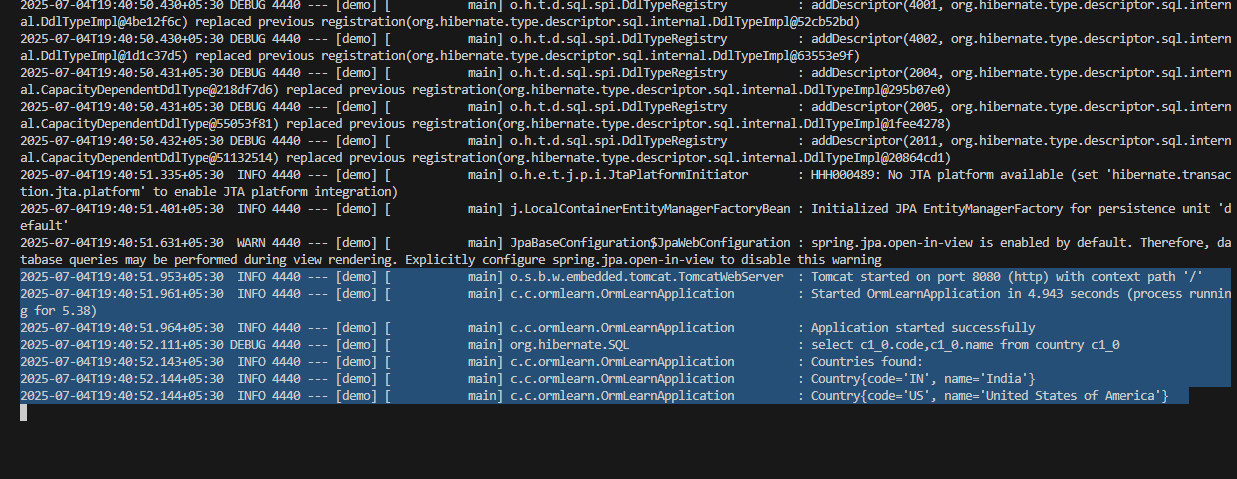 2025-07-04T19:40:50.430+05:30 DEBUG 4440 --- [demo] [           main] o.h.t.d.sql.spi.DdlTypeRegistry          : addDescriptor(4001, org.hibernate.type.descriptor.sql.intern
al.DdlTypeImpl@4be12f6c) replaced previous registration(org.hibernate.type.descriptor.sql.internal.DdlTypeImpl@52cb52bd)
2025-07-04T19:40:50.430+05:30 DEBUG 4440 --- [demo] [           main] o.h.t.d.sql.spi.DdlTypeRegistry          : addDescriptor(4002, org.hibernate.type.descriptor.sql.intern
al.DdlTypeImpl@1d1c37d5) replaced previous registration(org.hibernate.type.descriptor.sql.internal.DdlTypeImpl@63553e9f)
2025-07-04T19:40:50.431+05:30 DEBUG 4440 --- [demo] [           main] o.h.t.d.sql.spi.DdlTypeRegistry          : addDescriptor(2004, org.hibernate.type.descriptor.sql.intern
al.CapacityDependentDdlType@218df7d6) replaced previous registration(org.hibernate.type.descriptor.sql.internal.DdlTypeImpl@295b07e0)
2025-07-04T19:40:50.431+05:30 DEBUG 4440 --- [demo] [           main] o.h.t.d.sql.spi.DdlTypeRegistry          : addDescriptor(2005, org.hibernate.type.descriptor.sql.intern
al.CapacityDependentDdlType@55053f81) replaced previous registration(org.hibernate.type.descriptor.sql.internal.DdlTypeImpl@1fee4278)
2025-07-04T19:40:50.432+05:30 DEBUG 4440 --- [demo] [           main] o.h.t.d.sql.spi.DdlTypeRegistry          : addDescriptor(2011, org.hibernate.type.descriptor.sql.intern
al.CapacityDependentDdlType@51132514) replaced previous registration(org.hibernate.type.descriptor.sql.internal.DdlTypeImpl@20864cd1)
2025-07-04T19:40:51.335+05:30  INFO 4440 --- [demo] [           main] o.h.e.t.j.p.i.JtaPlatformInitiator       : HHH000489: No JTA platform available (set 'hibernate.transac
tion.jta.platform' to enable JTA platform integration)
2025-07-04T19:40:51.401+05:30  INFO 4440 --- [demo] [           main] j.LocalContainerEntityManagerFactoryBean : Initialized JPA EntityManagerFactory for persistence unit 'd
efault'
2025-07-04T19:40:51.631+05:30  WARN 4440 --- [demo] [           main] JpaBaseConfiguration$JpaWebConfiguration : spring.jpa.open-in-view is enabled by default. Therefore, da
tabase queries may be performed during view rendering. Explicitly configure spring.jpa.open-in-view to disable this warning
2025-07-04T19:40:51.953+05:30  INFO 4440 --- [demo] [           main] o.s.b.w.embedded.tomcat.TomcatWebServer  : Tomcat started on port 8080 (http) with context path '/'
2025-07-04T19:40:51.961+05:30  INFO 4440 --- [demo] [           main] c.c.ormlearn.OrmLearnApplication         : Started OrmLearnApplication in 4.943 seconds (process runnin
g for 5.38)
2025-07-04T19:40:51.964+05:30  INFO 4440 --- [demo] [           main] c.c.ormlearn.OrmLearnApplication         : Application started successfully
2025-07-04T19:40:52.111+05:30 DEBUG 4440 --- [demo] [           main] org.hibernate.SQL                        : select c1_0.code,c1_0.name from country c1_0
2025-07-04T19:40:52.143+05:30  INFO 4440 --- [demo] [           main] c.c.ormlearn.OrmLearnApplication         : Countries found:
2025-07-04T19:40:52.144+05:30  INFO 4440 --- [demo] [           main] c.c.ormlearn.OrmLearnApplication         : Country{code='IN', name='India'}
2025-07-04T19:40:52.144+05:30  INFO 4440 --- [demo] [           main] c.c.ormlearn.OrmLearnApplication         : Country{code='US', name='United States of America'}